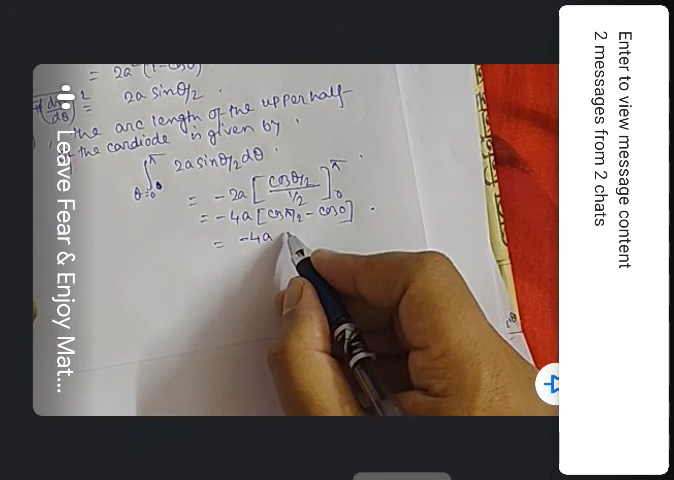 = 2a² (1-cosθ)
= 2a sinθ/2 .
the arc length of the upper half
the cardiode is given by
∫θ=0^π 2a sinθ/2 dθ .
= -2a [cosθ/2 / 1/2]₀^π .
= -4a [cosπ/2 - cos0] .
= -4a
Leave Fear & Enjoy Mat...
Enter to view message content
2 messages from 2 chats